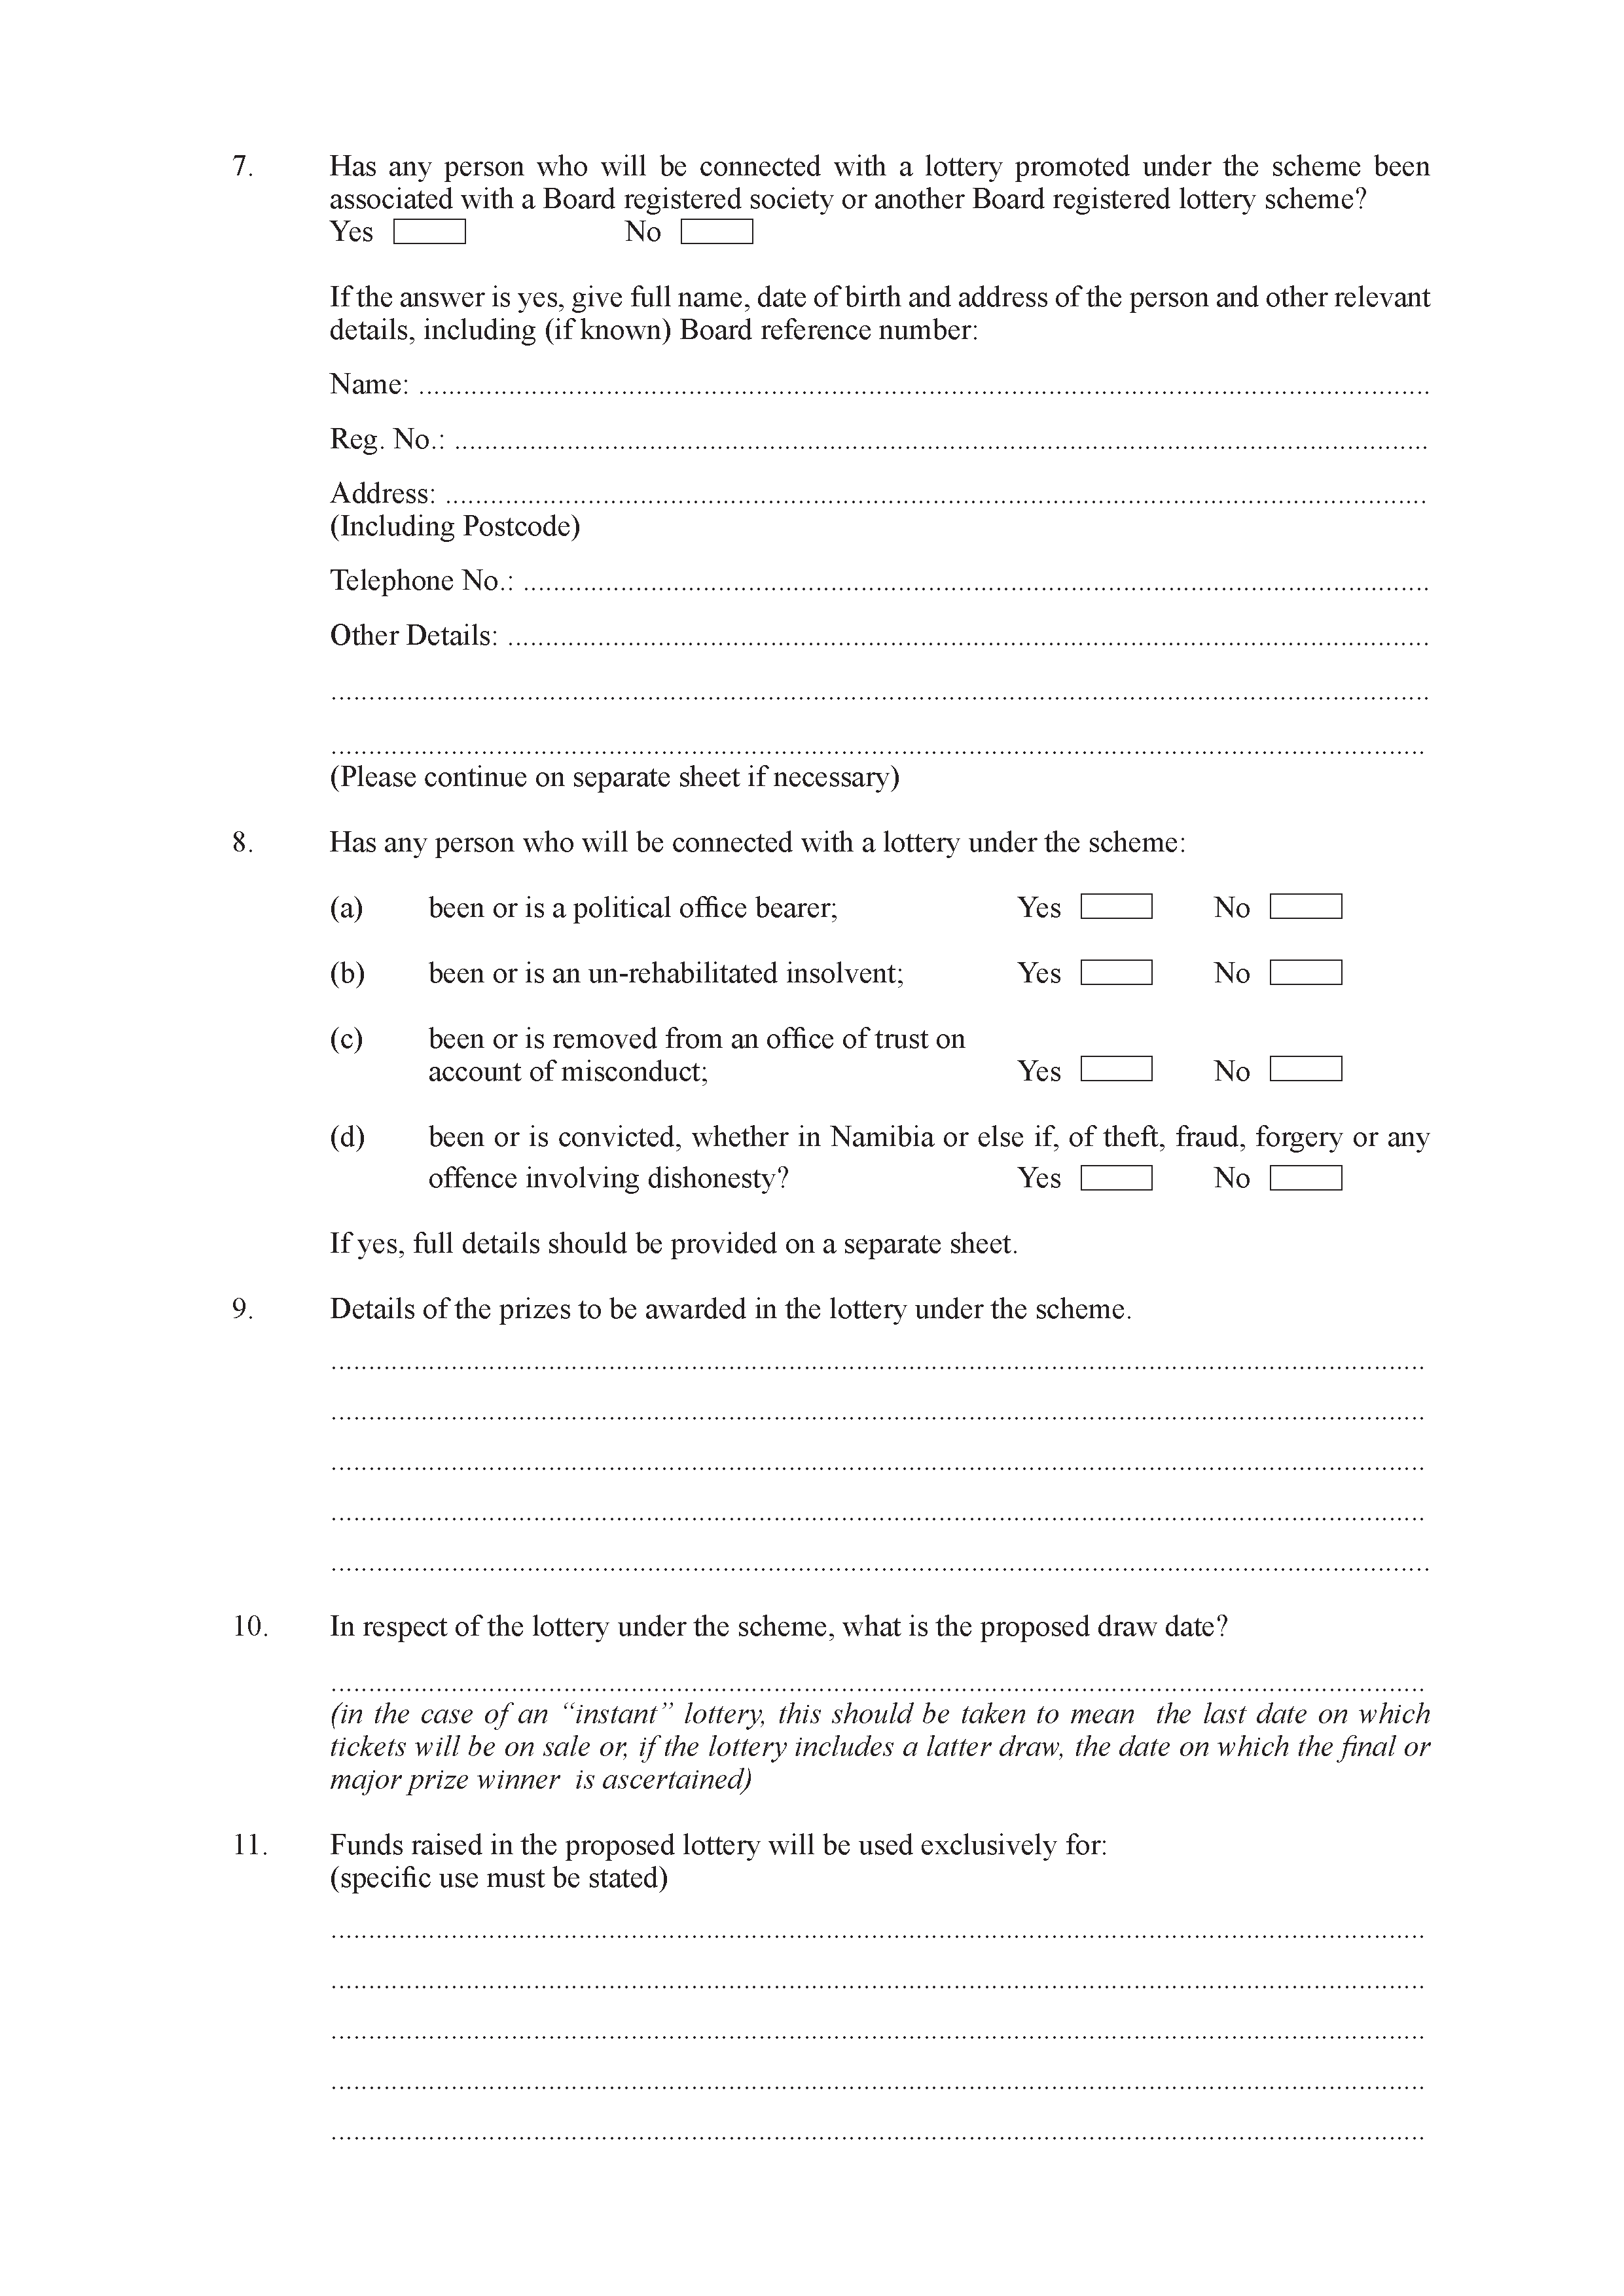 7. Has any person who will be connected with a lottery promoted under the scheme been
associated with a Board registered society or another Board registered lottery scheme?
Yes No
If the answer is yes, give full name, date of birth and address of the person and other relevant
details, including (if known) Board reference number:
Name: ........................................................................................................................................
Reg. No.: ...................................................................................................................................
Address: ....................................................................................................................................
(Including Postcode)
Telephone No.: ..........................................................................................................................
Other Details: ............................................................................................................................
....................................................................................................................................................
...................................................................................................................................................
(Please continue on separate sheet if necessary)
8. Has any person who will be connected with a lottery under the scheme:
(a) been or is a political office bearer; Yes No
(b) been or is an un-rehabilitated insolvent; Yes No
(c) been or is removed from an office of trust on
account of misconduct; Yes No
(d) been or is convicted, whether in Namibia or else if, of theft, fraud, forgery or any
offence involving dishonesty? Yes No
If yes, full details should be provided on a separate sheet.
9. Details of the prizes to be awarded in the lottery under the scheme.
...................................................................................................................................................
...................................................................................................................................................
...................................................................................................................................................
...................................................................................................................................................
....................................................................................................................................................
10. In respect of the lottery under the scheme, what is the proposed draw date?
...................................................................................................................................................
(in the case of an “instant” lottery, this should be taken to mean the last date on which
tickets will be on sale or, if the lottery includes a latter draw, the date on which the final or
major prize winner is ascertained)
11. Funds raised in the proposed lottery will be used exclusively for:
(specific use must be stated)
...................................................................................................................................................
...................................................................................................................................................
...................................................................................................................................................
...................................................................................................................................................
...................................................................................................................................................